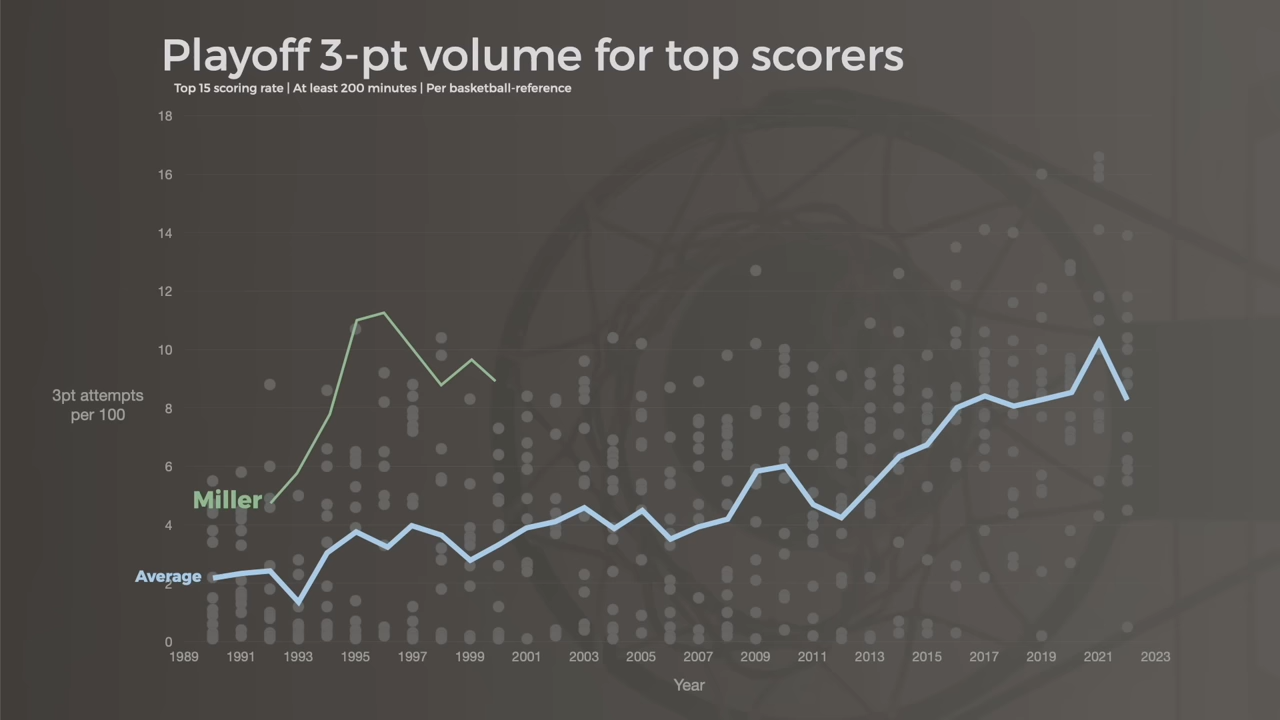 Playoff 3-pt volume for top scorers
Top 15 scoring rate | At least 200 minutes | Per basketball-reference
18
16
14
12
10
3pt attempts
per 100
8
6
Miller
4
Average
2
0
1989 1991 1993 1995 1997 1999 2001 2003 2005 2007 2009 2011 2013 2015 2017 2019 2021 2023
Year